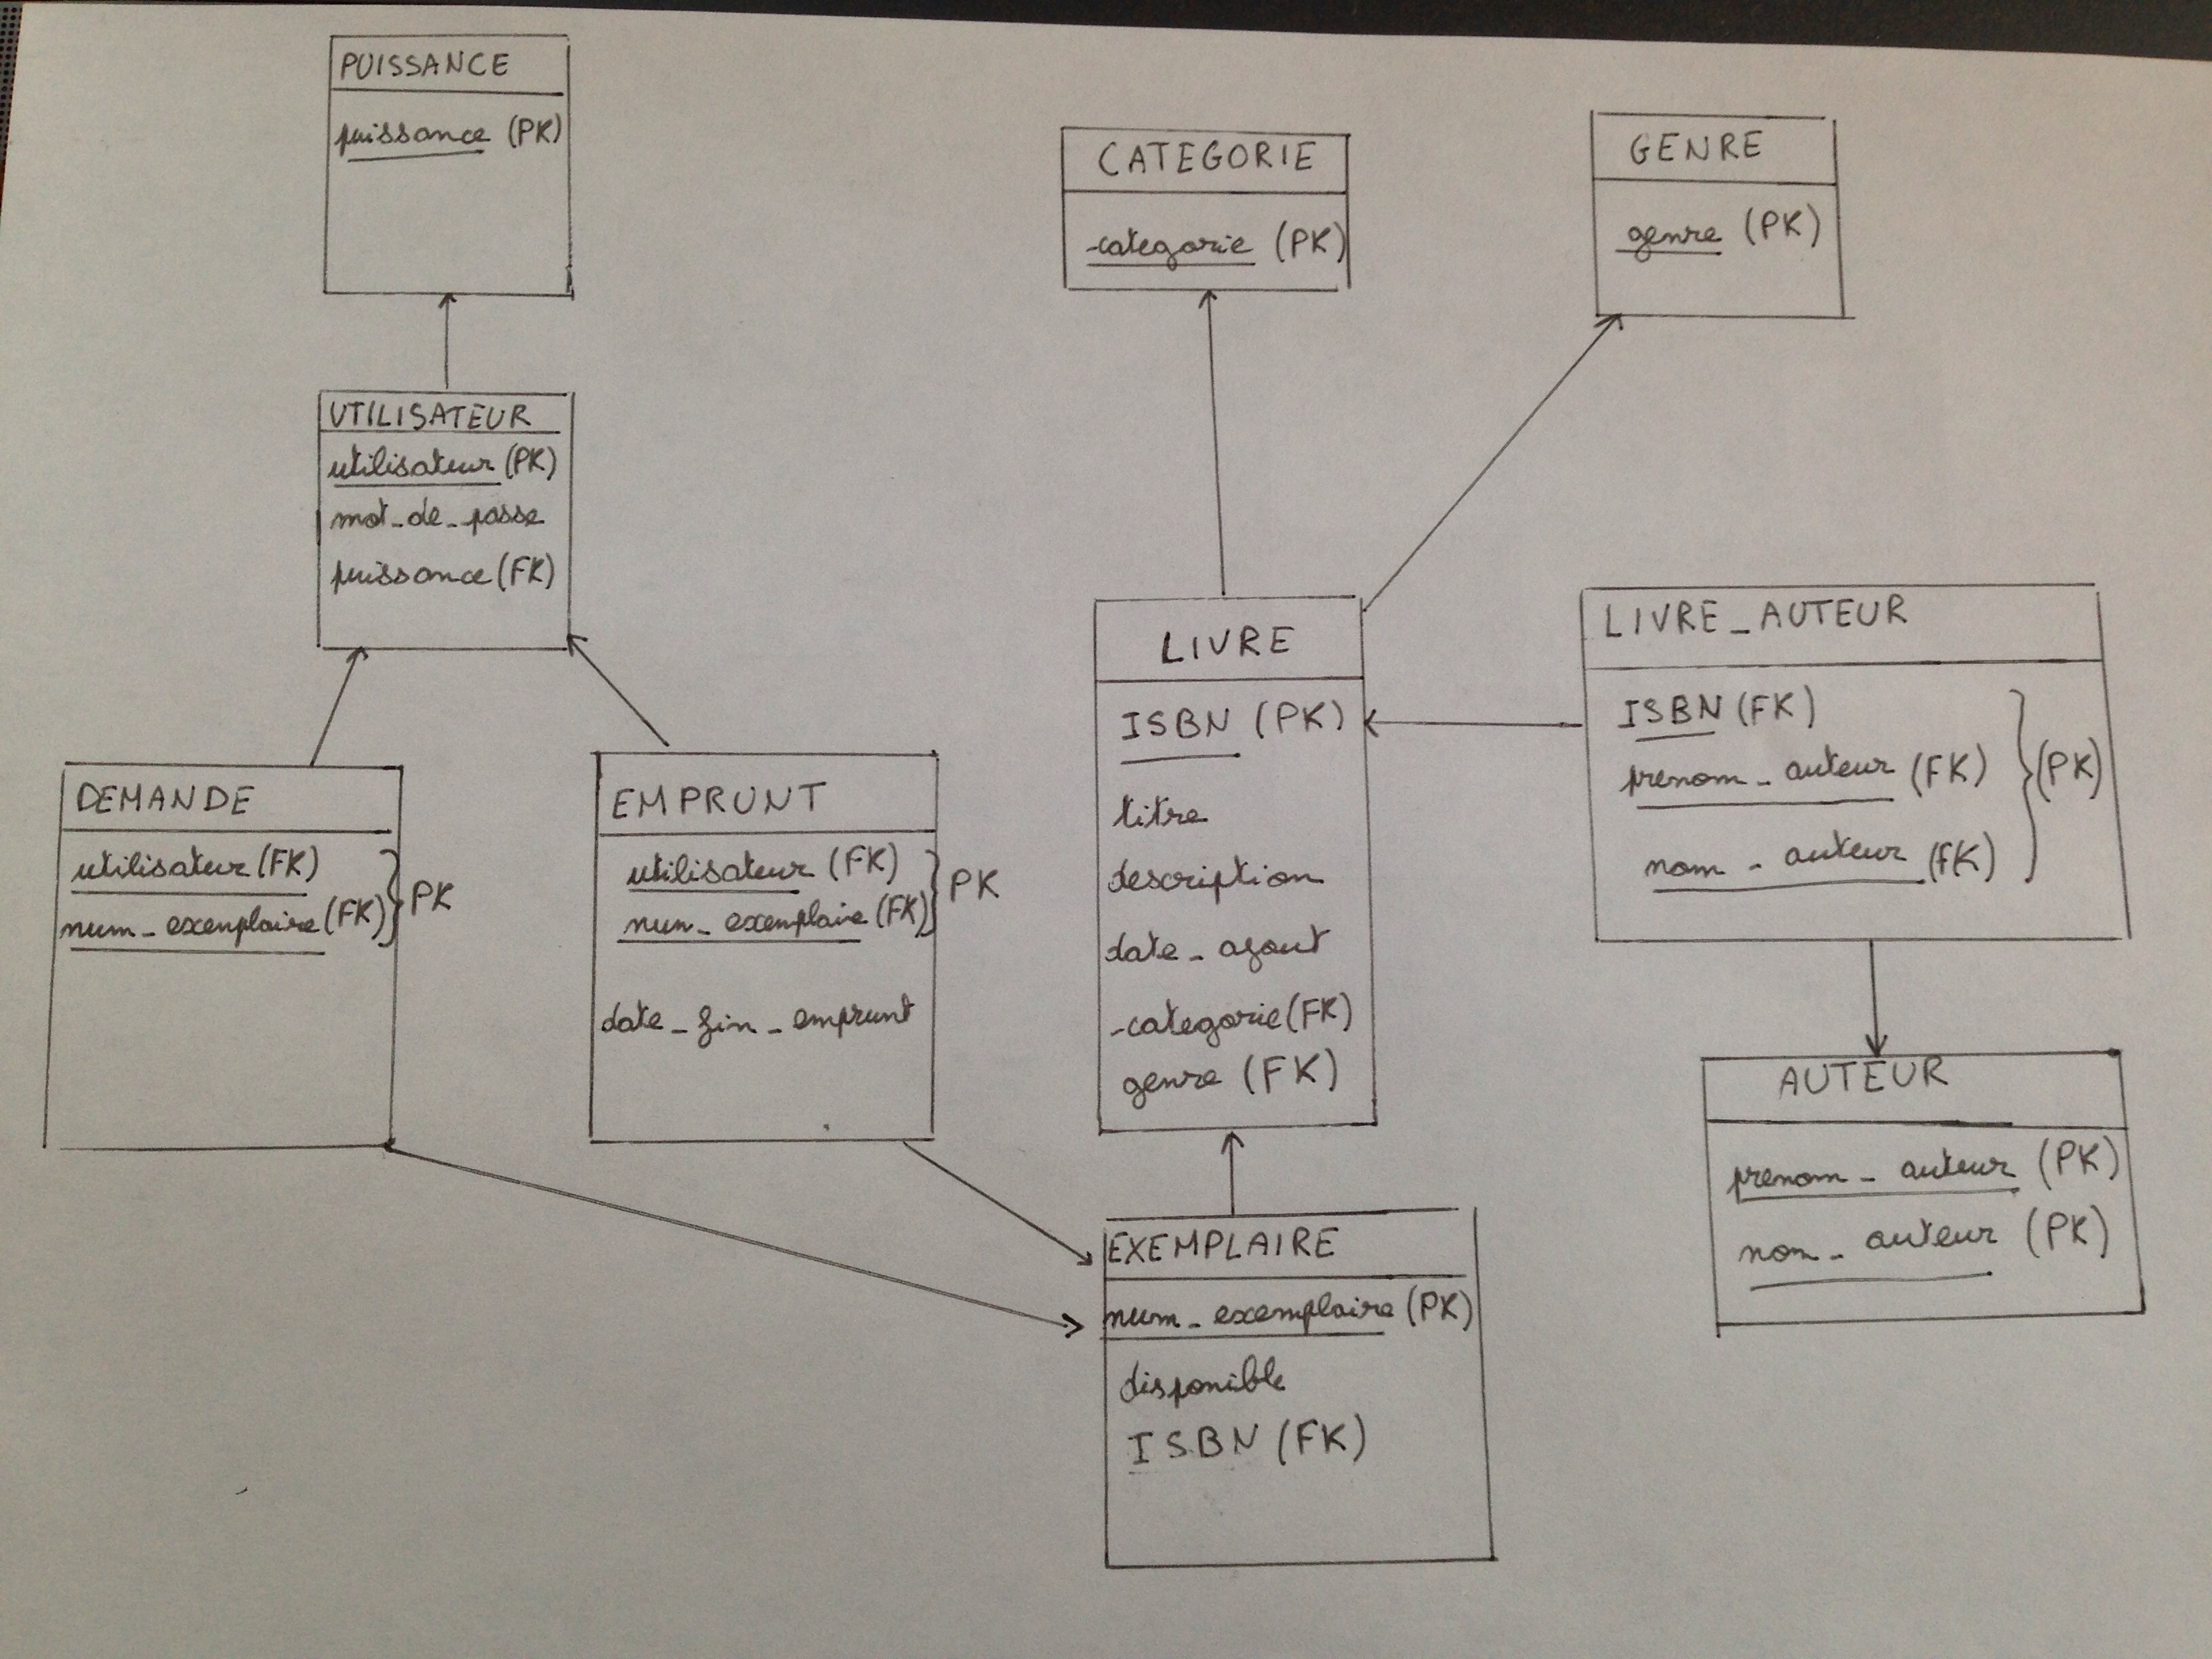 PUISSANCE
puissance (PK)
UTILISATEUR
utilisateur (PK)
mot_de_passe
puissance (FK)
DEMANDE
utilisateur (FK)
num_exemplaire (FK)
PK
EMPRUNT
utilisateur (FK)
num_exemplaire (FK)
PK
date_fin_emprunt
CATEGORIE
categorie (PK)
GENRE
genre (PK)
LIVRE
ISBN (PK)
titre
description
date_ajout
categorie (FK)
genre (FK)
LIVRE_AUTEUR
ISBN (FK)
prenom_auteur (FK)
nom_auteur (FK)
(PK)
EXEMPLAIRE
num_exemplaire (PK)
disponible
ISBN (FK)
AUTEUR
prenom_auteur (PK)
nom_auteur (PK)